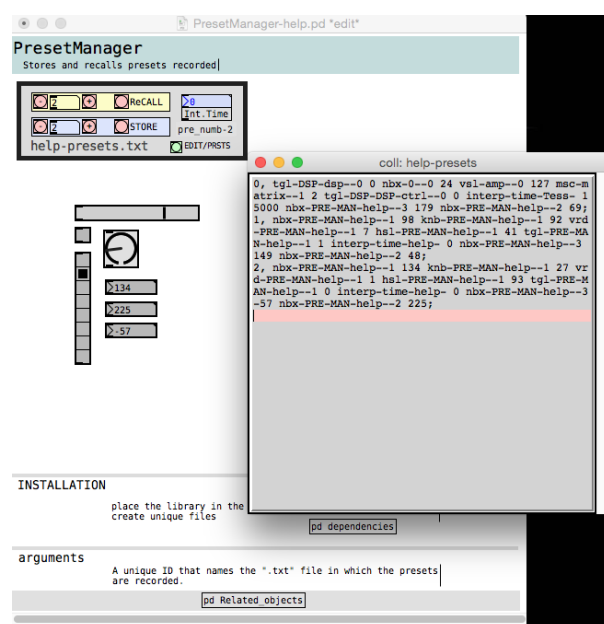 PresetManager-help.pd *edit*
PresetManager
Stores and recalls presets recorded
- 2 + ReCALL
0
Int.Time
- 2 + STORE
pre_numb-2
help-presets.txt
EDIT/PRSTS
134
225
-57
coll: help-presets
0, tgl-DSP-dsp--0 0 nbx-0--0 24 vsl-amp--0 127 msc-m
atrix--1 2 tgl-DSP-DSP-ctrl--0 0 interp-time-Tess- 1
5000 nbx-PRE-MAN-help--3 179 nbx-PRE-MAN-help--2 69;
1, nbx-PRE-MAN-help--1 98 knb-PRE-MAN-help--1 92 vrd
-PRE-MAN-help--1 7 hsl-PRE-MAN-help--1 41 tgl-PRE-MA
N-help--1 1 interp-time-help- 0 nbx-PRE-MAN-help--3
149 nbx-PRE-MAN-help--2 48;
2, nbx-PRE-MAN-help--1 134 knb-PRE-MAN-help--1 27 vr
d-PRE-MAN-help--1 1 hsl-PRE-MAN-help--1 93 tgl-PRE-M
AN-help--1 0 interp-time-help- 0 nbx-PRE-MAN-help--3
-57 nbx-PRE-MAN-help--2 225;
INSTALLATION
place the library in the
create unique files
pd dependencies
arguments
A unique ID that names the ".txt" file in which the presets
are recorded.
pd Related_objects